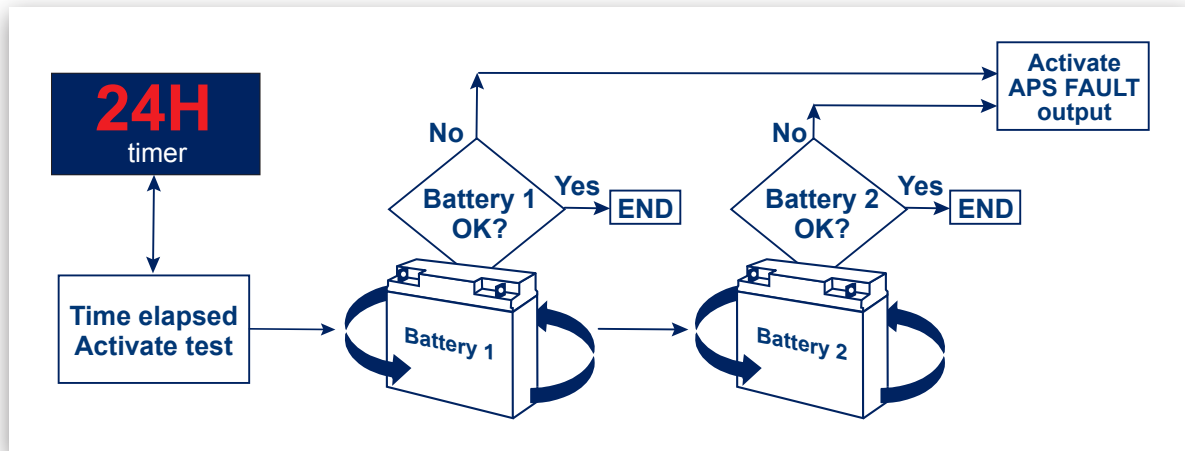 24H
timer
Time elapsed
Activate test
No
Battery 1
OK?
Yes
END
Battery 1
No
Battery 2
OK?
Yes
END
Battery 2
Activate
APS FAULT
output